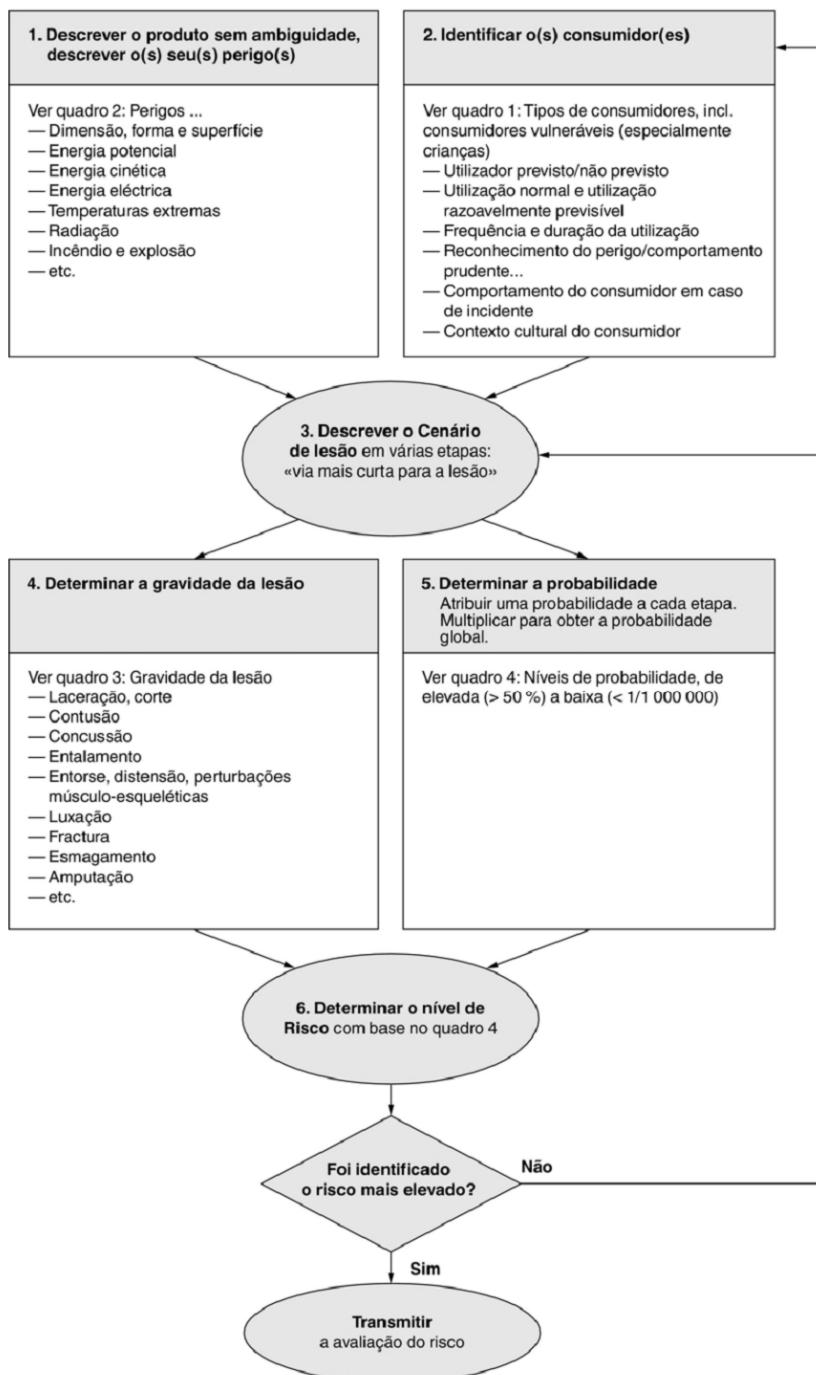 1. Descrever o produto sem ambiguidade,
descrever o(s) seu(s) perigo(s)
Ver quadro 2: Perigos ...
— Dimensão, forma e superfície
— Energia potencial
— Energia cinética
— Energia eléctrica
— Temperaturas extremas
— Radiação
— Incêndio e explosão
— etc.
2. Identificar o(s) consumidor(es)
Ver quadro 1: Tipos de consumidores, incl.
consumidores vulneráveis (especialmente
crianças)
— Utilizador previsto/não previsto
— Utilização normal e utilização
razoavelmente previsível
— Frequência e duração da utilização
— Reconhecimento do perigo/comportamento
prudente...
— Comportamento do consumidor em caso
de incidente
— Contexto cultural do consumidor
3. Descrever o Cenário
de lesão em várias etapas:
«via mais curta para a lesão»
4. Determinar a gravidade da lesão
Ver quadro 3: Gravidade da lesão
— Laceração, corte
— Contusão
— Concussão
— Entalamento
— Entorse, distensão, perturbações
músculo-esqueléticas
— Luxação
— Fractura
— Esmagamento
— Amputação
— etc.
5. Determinar a probabilidade
Atribuir uma probabilidade a cada etapa.
Multiplicar para obter a probabilidade
global.
Ver quadro 4: Níveis de probabilidade, de
elevada (> 50 %) a baixa (< 1/1 000 000)
6. Determinar o nível de
Risco com base no quadro 4
Foi identificado
o risco mais elevado?
Não
Sim
Transmitir
a avaliação do risco